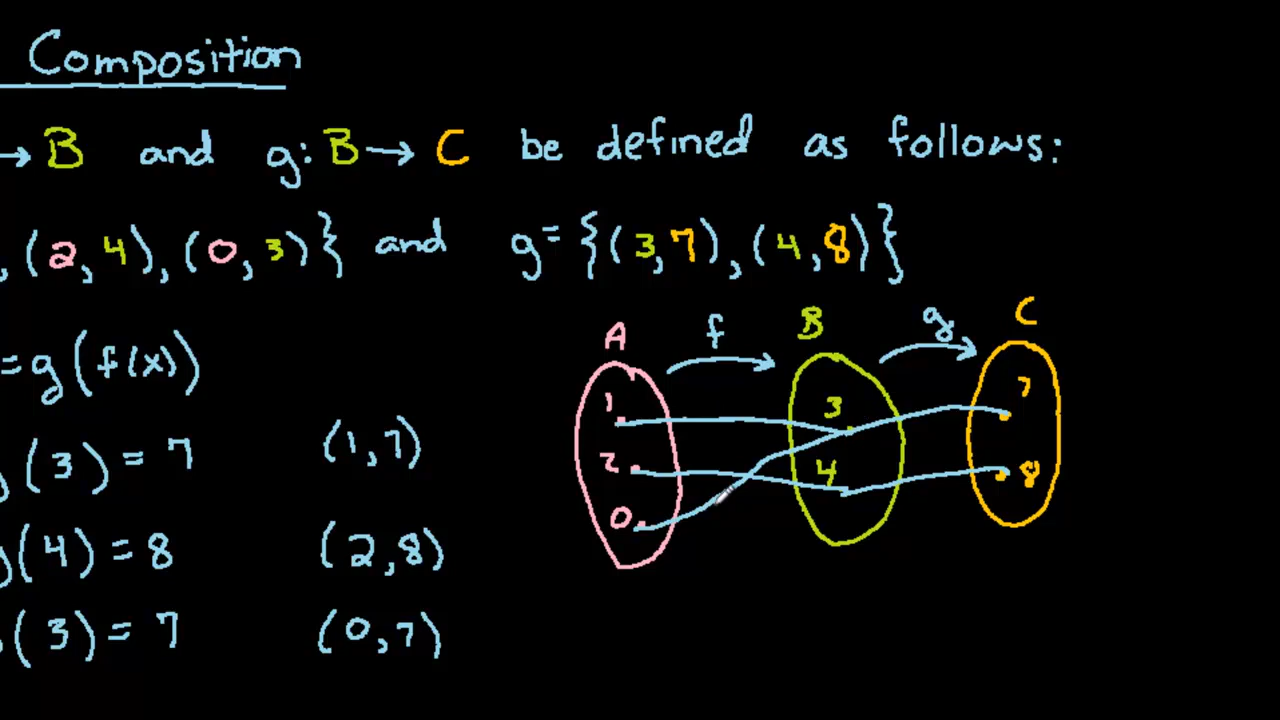 Composition
→ B and g: B → C be defined as follows:
, (2,4), (0,3)} and g = {(3,7), (4,8)}
A f B g C
= g(f(x))
1 3 7
g(3) = 7 (1,7)
2 4 8
0
g(4) = 8 (2,8)
(3) = 7 (0,7)